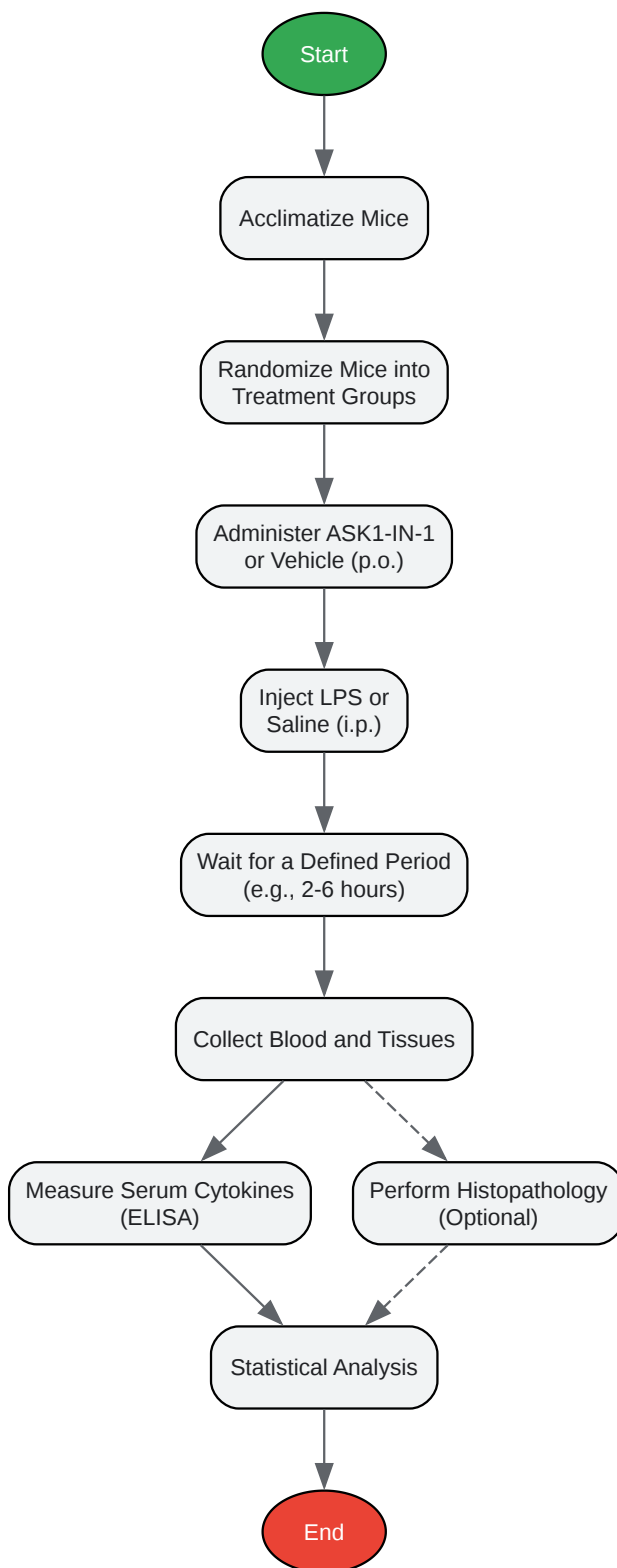 Start
Acclimatize Mice
Randomize Mice into
Treatment Groups
Administer ASK1-IN-1
or Vehicle (p.o.)
Inject LPS or
Saline (i.p.)
Wait for a Defined Period
(e.g., 2-6 hours)
Collect Blood and Tissues
Measure Serum Cytokines
(ELISA)
Perform Histopathology
(Optional)
Statistical Analysis
End